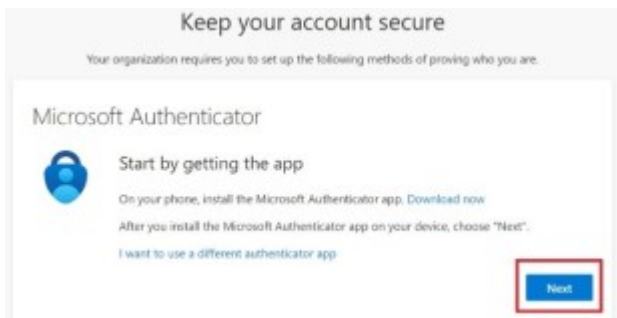 Keep your account secure
Your organization requires you to set up the following methods of proving who you are.
Microsoft Authenticator
Start by getting the app
On your phone, install the Microsoft Authenticator app. Download now
After you install the Microsoft Authenticator app on your device, choose "Next".
I want to use a different authenticator app
Next